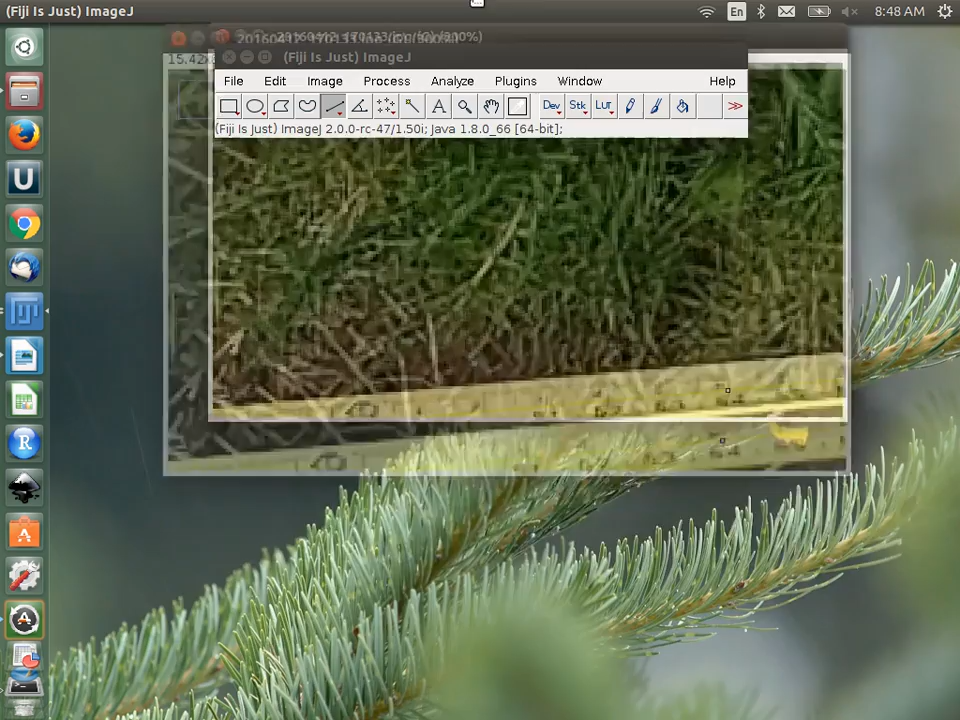 (Fiji Is Just) ImageJ
En
8:48 AM
(Fiji Is Just) ImageJ
File Edit Image Process Analyze Plugins Window Help
Dev Stk LUT >>
(Fiji Is Just) ImageJ 2.0.0-rc-47/1.50i; Java 1.8.0_66 [64-bit];